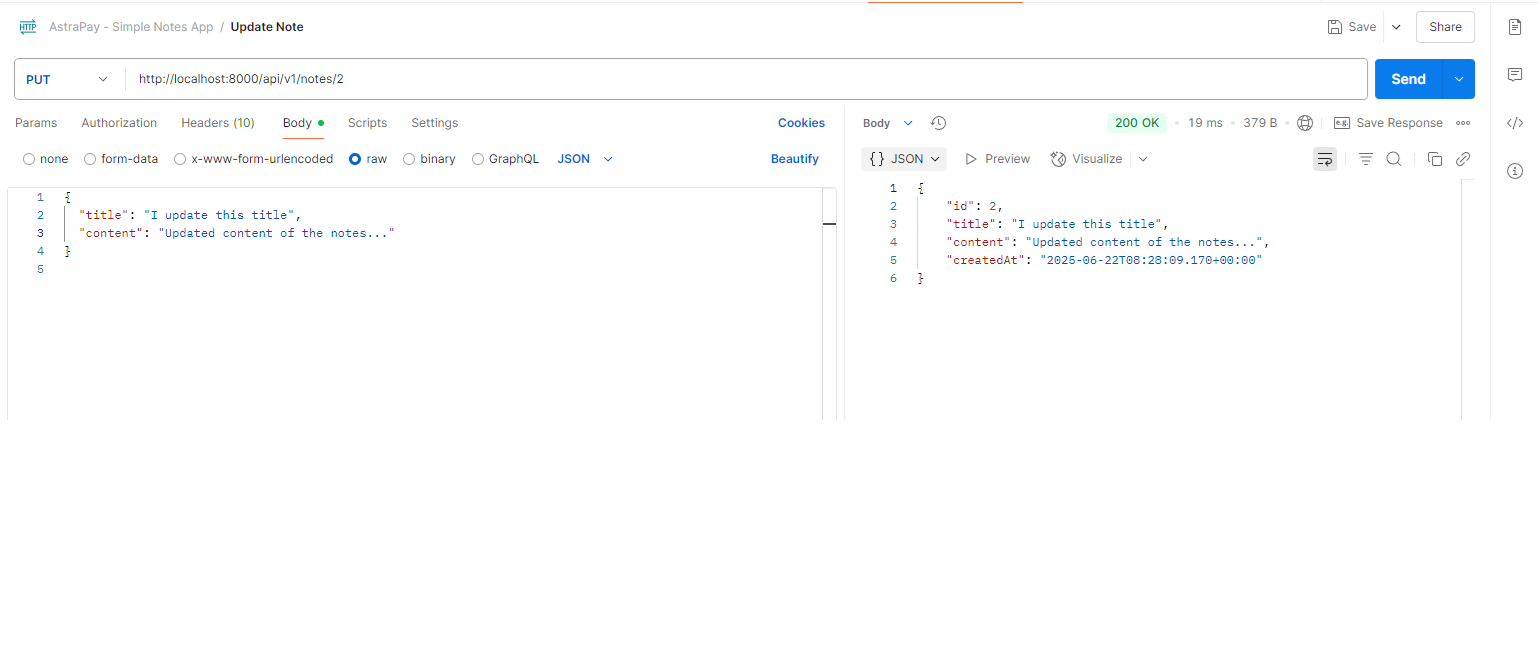 HTTP AstraPay - Simple Notes App / Update Note Save Share
PUT http://localhost:8000/api/v1/notes/2 Send
Params Authorization Headers (10) Body Scripts Settings Cookies
none form-data x-www-form-urlencoded raw binary GraphQL JSON Beautify
1 {
2 "title": "I update this title",
3 "content": "Updated content of the notes..."
4 }
5
Body 200 OK 19 ms 379 B e.g. Save Response
{} JSON Preview Visualize
1 {
2 "id": 2,
3 "title": "I update this title",
4 "content": "Updated content of the notes...",
5 "createdAt": "2025-06-22T08:28:09.170+00:00"
6 }